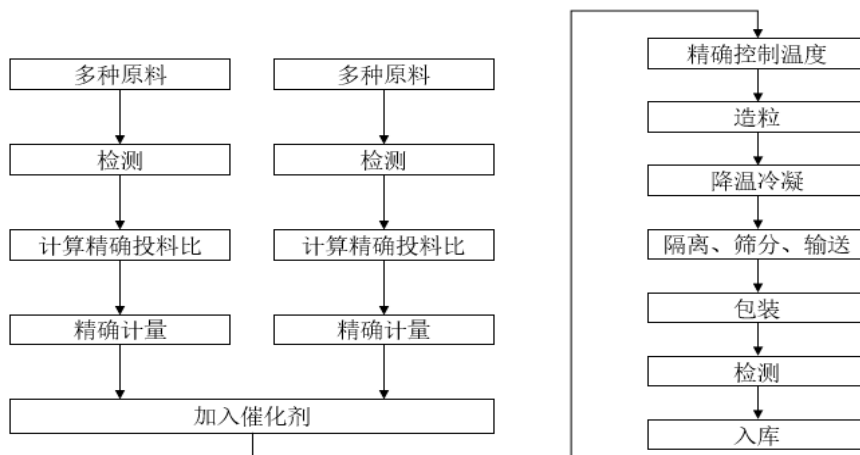 多种原料
检测
计算精确投料比
精确计量
多种原料
检测
计算精确投料比
精确计量
加入催化剂
精确控制温度
造粒
降温冷凝
隔离、筛分、输送
包装
检测
入库